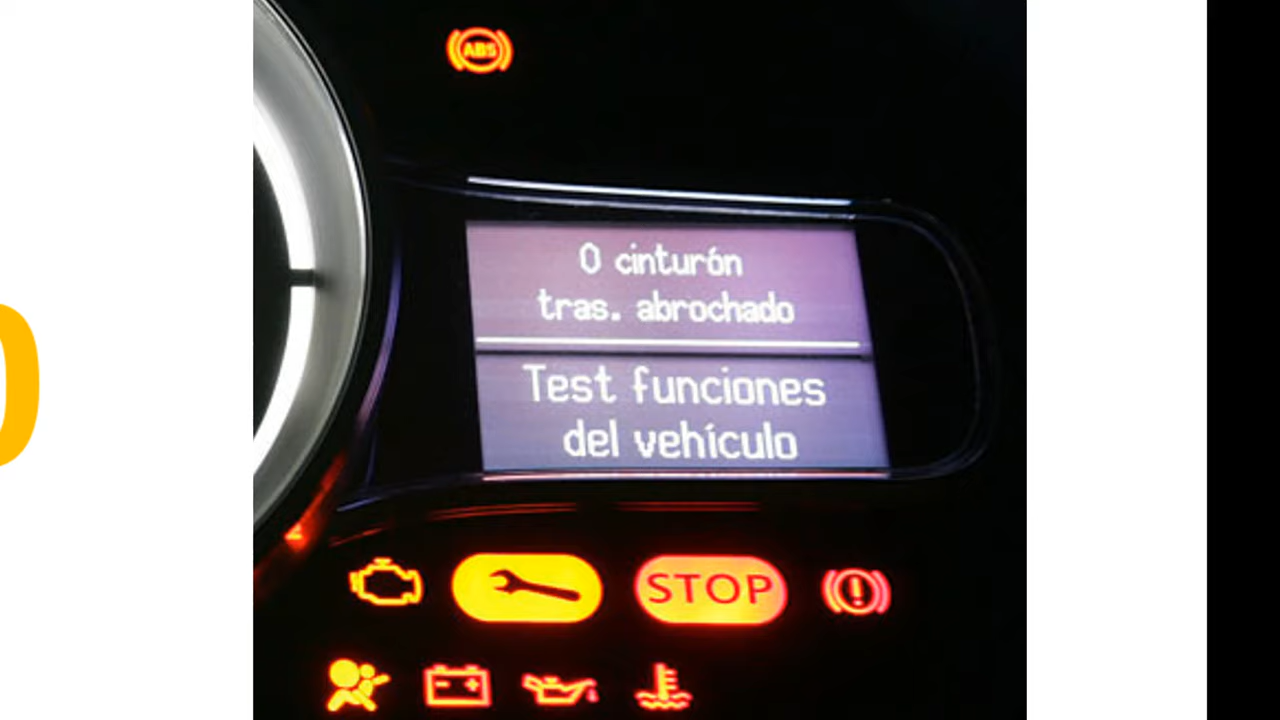 ABS
0 cinturón
tras. abrochado
Test funciones
del vehículo
STOP